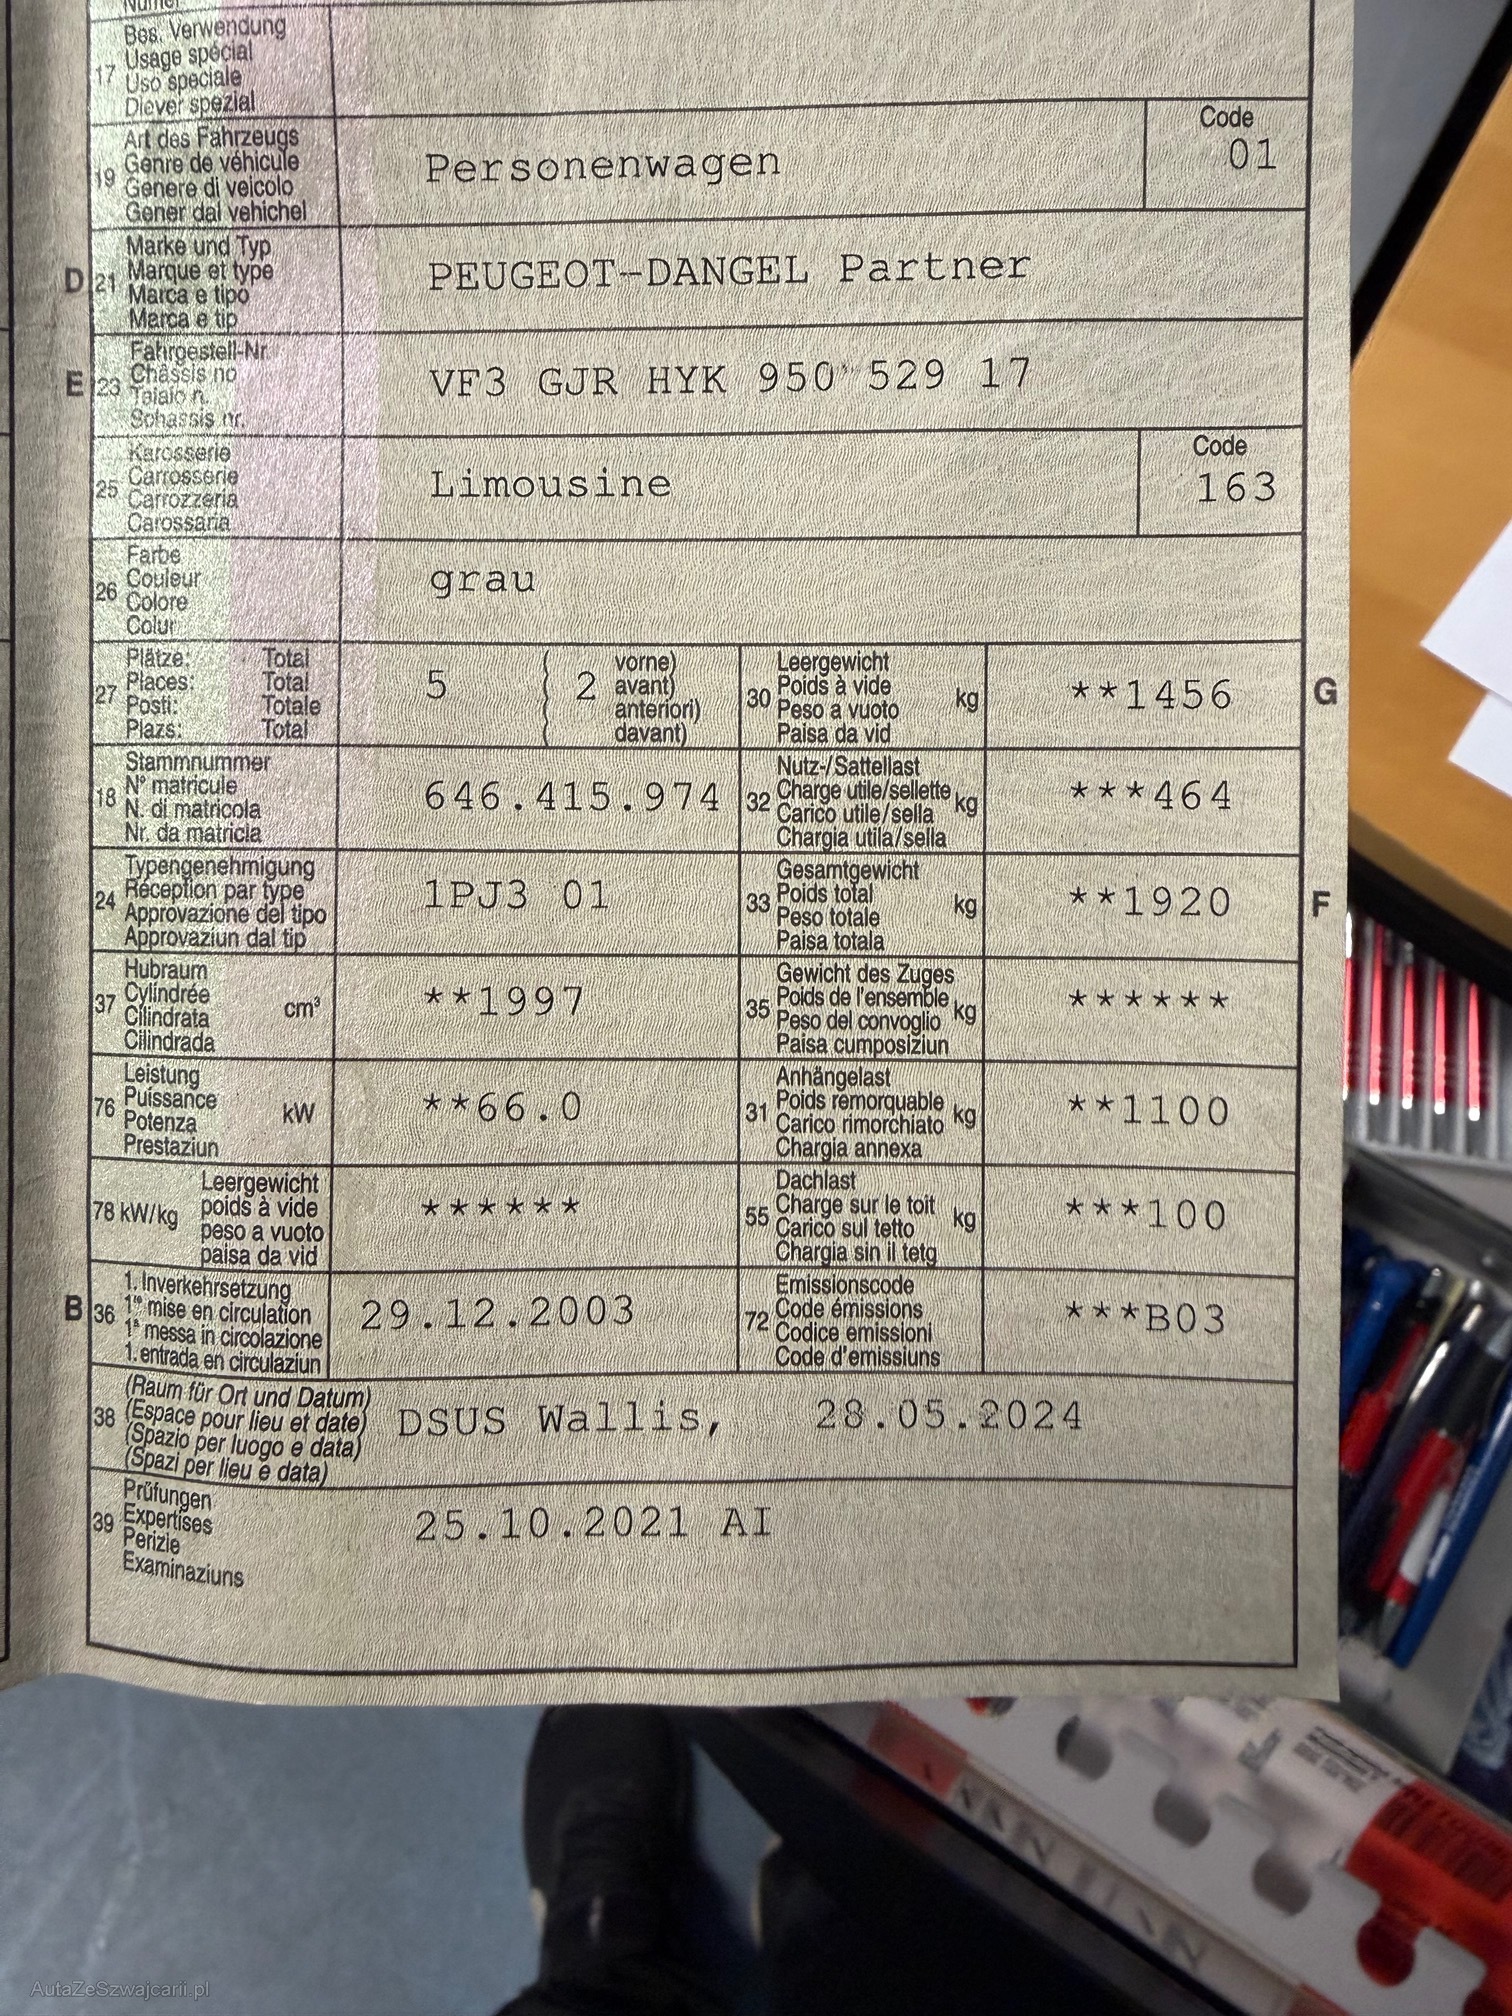 Numer
Bes. Verwendung
17 Usage spécial
Uso speciale
Diever spezial
Art des Fahrzeugs
19 Genre de véhicule
Genere di veicolo
Gener dal vehichel
Personenwagen
Code
01
D 21 Marke und Typ
Marque et type
Marca e tipo
Marca e tip
PEUGEOT-DANGEL Partner
E 23 Fahrgestell-Nr.
Châssis no
Telaio n.
Schassis nr.
VF3 GJR HYK 950 529 17
25 Karosserie
Carrosserie
Carrozzeria
Carossaria
Limousine
Code
163
26 Farbe
Couleur
Colore
Colur
grau
27 Plätze: Total
Places: Total
Posti: Totale
Plazs: Total
5 ( 2 vorne)
avant)
anteriori)
davant)
30 Leergewicht
Poids à vide kg
Peso a vuoto
Paisa da vid
**1456
G
18 Stammnummer
N° matricule
N. di matricola
Nr. da matricla
646.415.974
32 Nutz-/Sattellast
Charge utile/sellette kg
Carico utile/sella
Chargia utila/sella
***464
24 Typengenehmigung
Réception par type
Approvazione del tipo
Approvaziun dal tip
1PJ3 01
33 Gesamtgewicht
Poids total kg
Peso totale
Paisa totala
**1920
F
37 Hubraum
Cylindrée cm³
Cilindrata
Cilindrada
**1997
35 Gewicht des Zuges
Poids de l'ensemble kg
Peso del convoglio
Paisa cumposiziun
******
76 Leistung
Puissance kW
Potenza
Prestaziun
**66.0
31 Anhängelast
Poids remorquable kg
Carico rimorchiato
Chargia annexa
**1100
78 kW/kg Leergewicht
poids à vide
peso a vuoto
paisa da vid
******
55 Dachlast
Charge sur le toit kg
Carico sul tetto
Chargia sin il tetg
***100
B 36 1. Inverkehrsetzung
1re mise en circulation
1a messa in circolazione
1. entrada en circulaziun
29.12.2003
72 Emissionscode
Code émissions
Codice emissioni
Code d'emissiuns
***B03
38 (Raum für Ort und Datum)
(Espace pour lieu et date)
(Spazio per luogo e data)
(Spazi per lieu e data)
DSUS Wallis, 28.05.2024
39 Prüfungen
Expertises
Perizie
Examinaziuns
25.10.2021 AI
AutaZeSzwajcarii.pl